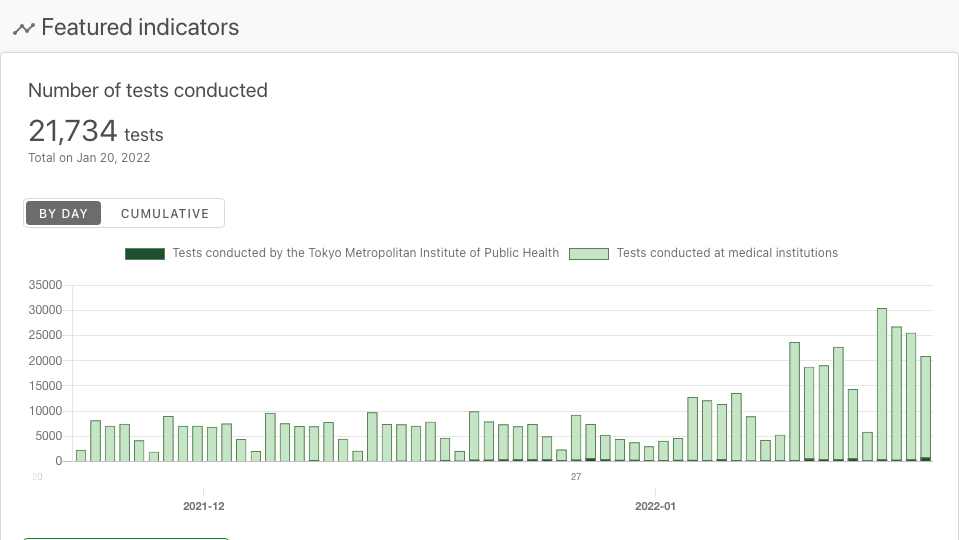 Featured indicators
Number of tests conducted
21,734 tests
Total on Jan 20, 2022
BY DAY CUMULATIVE
Tests conducted by the Tokyo Metropolitan Institute of Public Health Tests conducted at medical institutions
35000
30000
25000
20000
15000
10000
5000
0
20 27
2021-12 2022-01